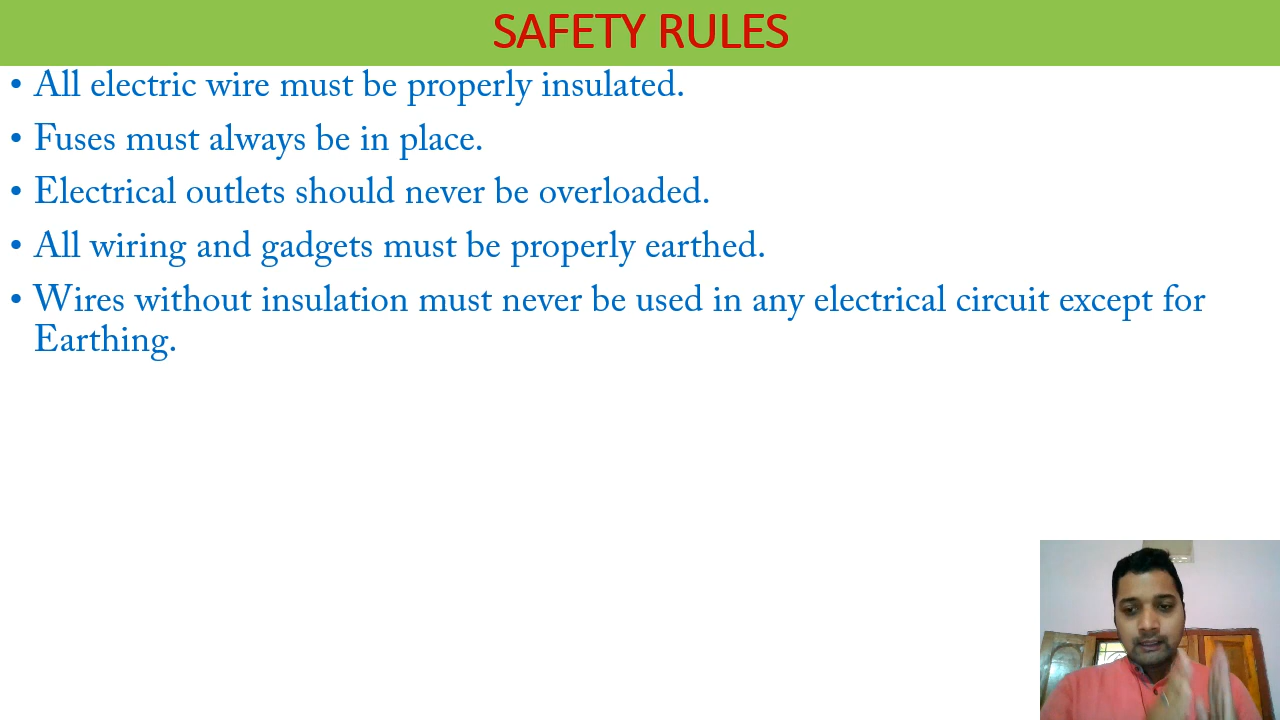 SAFETY RULES
• All electric wire must be properly insulated.
• Fuses must always be in place.
• Electrical outlets should never be overloaded.
• All wiring and gadgets must be properly earthed.
• Wires without insulation must never be used in any electrical circuit except for
Earthing.